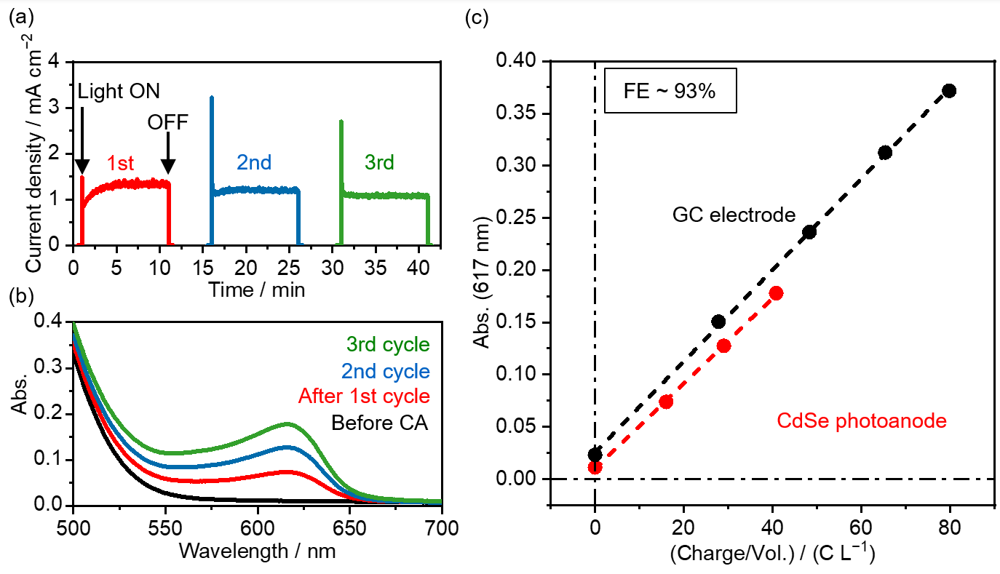 (a)
Current density / mA cm⁻²
4
3
2
1
0
Light ON
OFF
1st
2nd
3rd
0 5 10 15 20 25 30 35 40
Time / min
(b)
Abs.
0.4
0.3
0.2
0.1
0.0
3rd cycle
2nd cycle
After 1st cycle
Before CA
500 550 600 650 700
Wavelength / nm
(c)
Abs. (617 nm)
0.40
0.35
0.30
0.25
0.20
0.15
0.10
0.05
0.00
FE ~ 93%
GC electrode
CdSe photoanode
0 20 40 60 80
(Charge/Vol.) / (C L⁻¹)